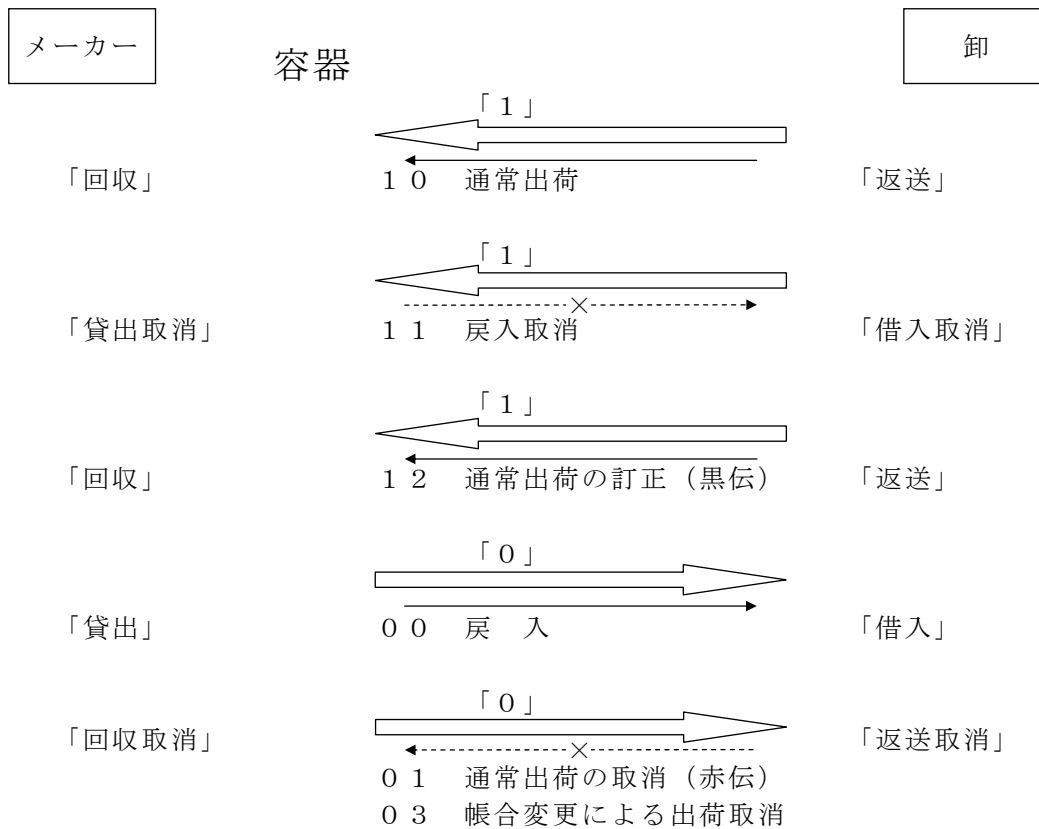 メーカー
容器
卸
「１」
「回収」 １０ 通常出荷 「返送」
「１」
×
「貸出取消」 １１ 戻入取消 「借入取消」
「１」
「回収」 １２ 通常出荷の訂正（黒伝） 「返送」
「０」
「貸出」 ００ 戻　入 「借入」
「０」
「回収取消」 × 「返送取消」
０１ 通常出荷の取消（赤伝）
０３ 帳合変更による出荷取消